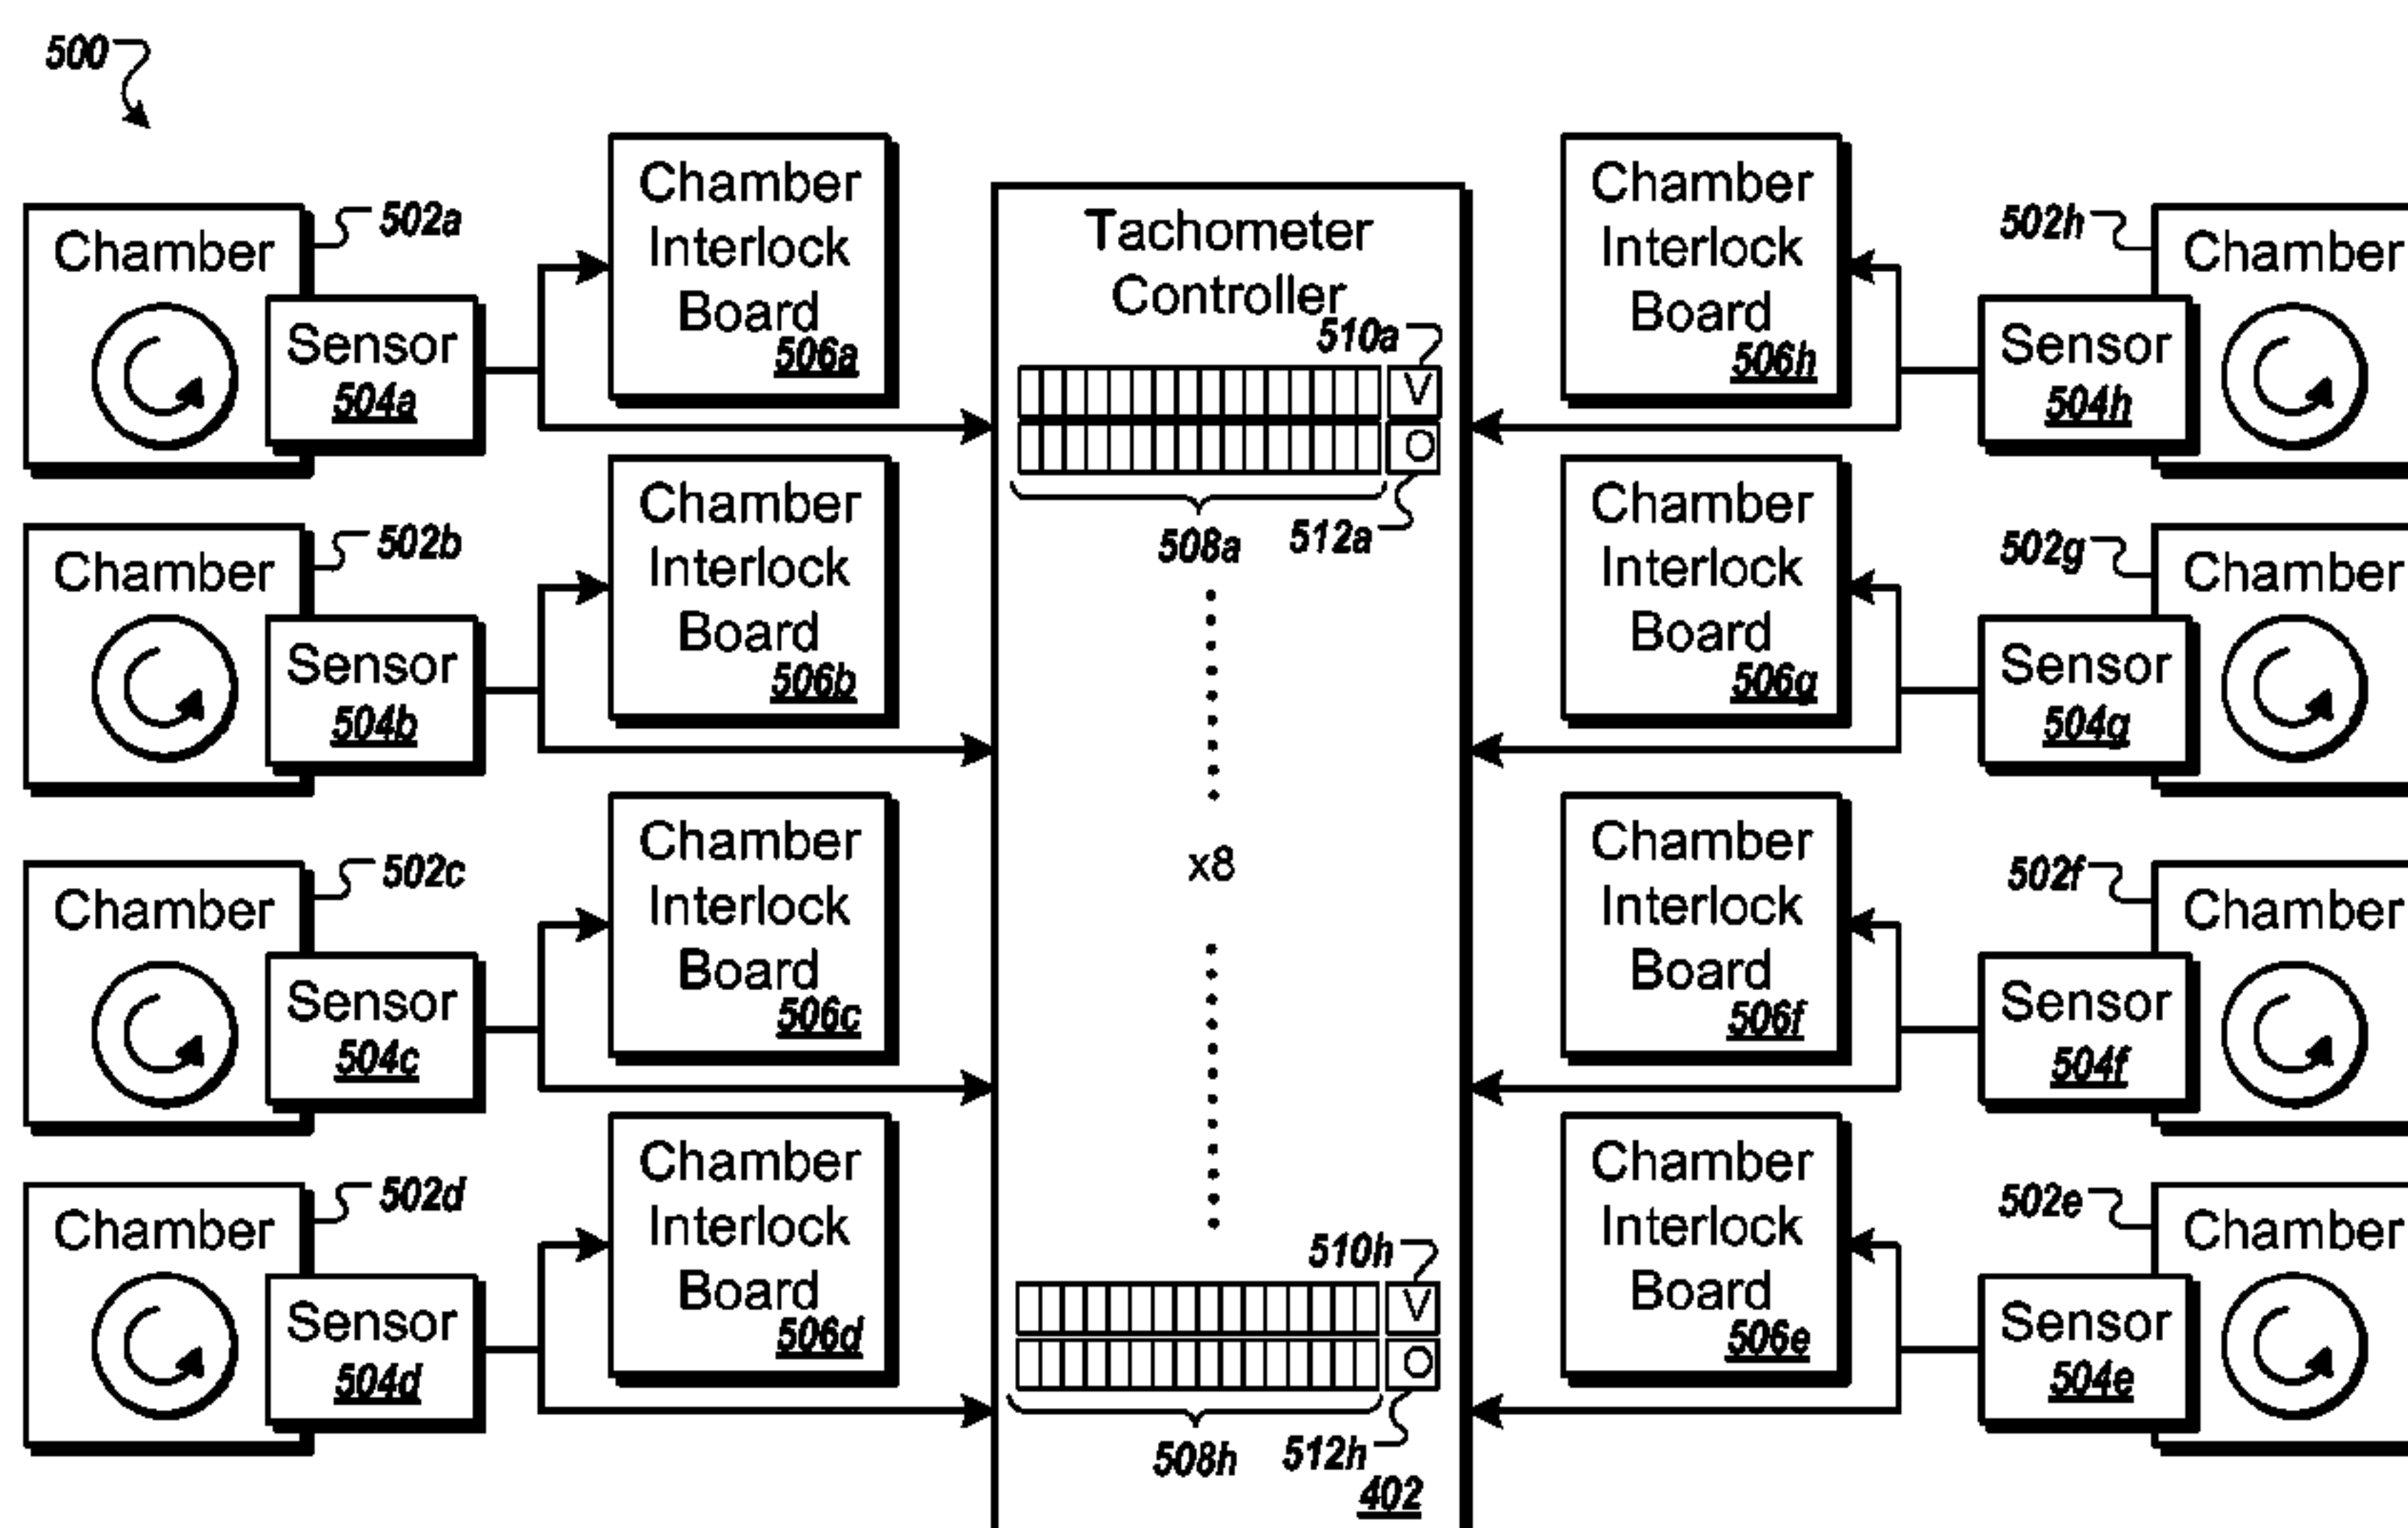 500
Chamber
502a
Sensor
504a
Chamber
Interlock
Board
506a
Chamber
502b
Sensor
504b
Chamber
Interlock
Board
506b
Chamber
502c
Sensor
504c
Chamber
Interlock
Board
506c
Chamber
502d
Sensor
504d
Chamber
Interlock
Board
506d
Tachometer
Controller
510a
V
O
508a
512a
x8
510h
V
O
508h
512h
402
Chamber
Interlock
Board
506h
502h
Chamber
Sensor
504h
Chamber
Interlock
Board
506g
502g
Chamber
Sensor
504g
Chamber
Interlock
Board
506f
502f
Chamber
Sensor
504f
Chamber
Interlock
Board
506e
502e
Chamber
Sensor
504e